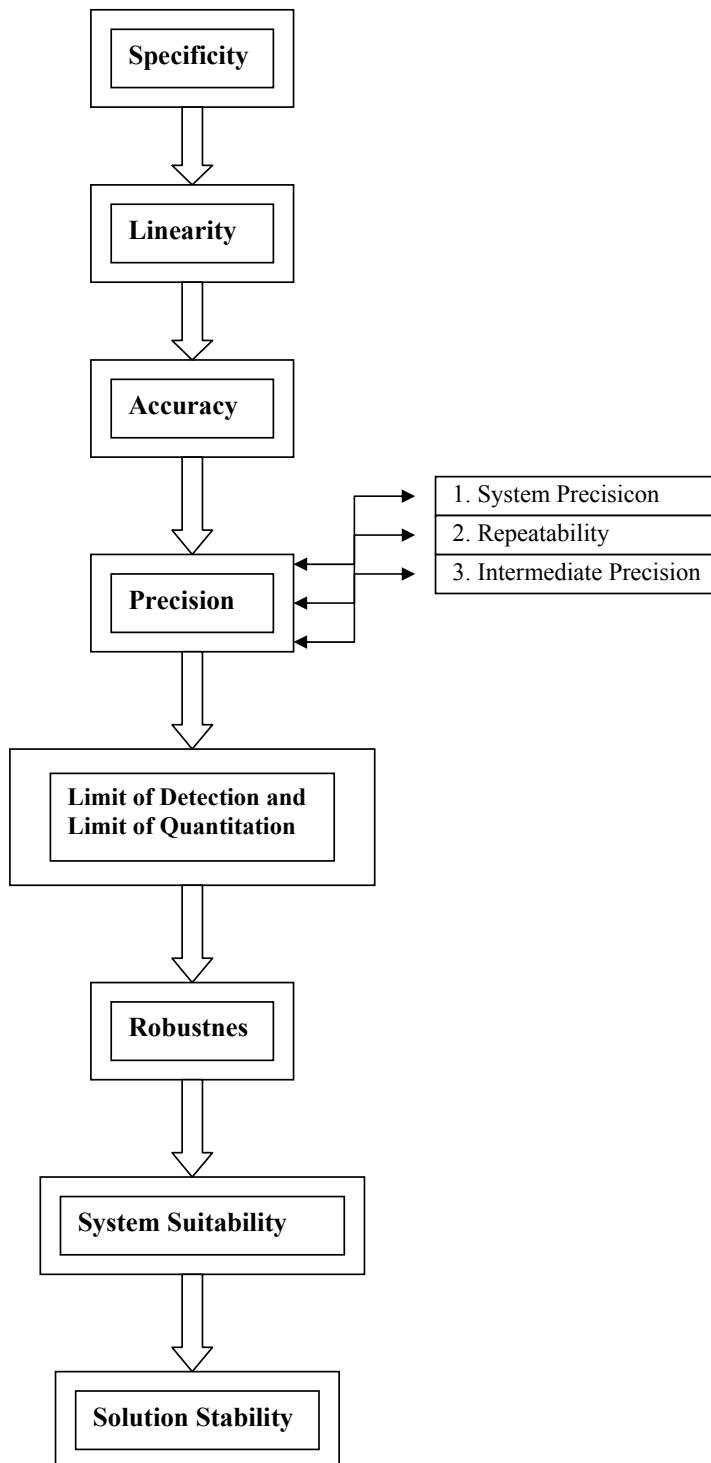 Specificity
Linearity
Accuracy
1. System Precisicon
2. Repeatability
3. Intermediate Precision
Precision
Limit of Detection and
Limit of Quantitation
Robustnes
System Suitability
Solution Stability